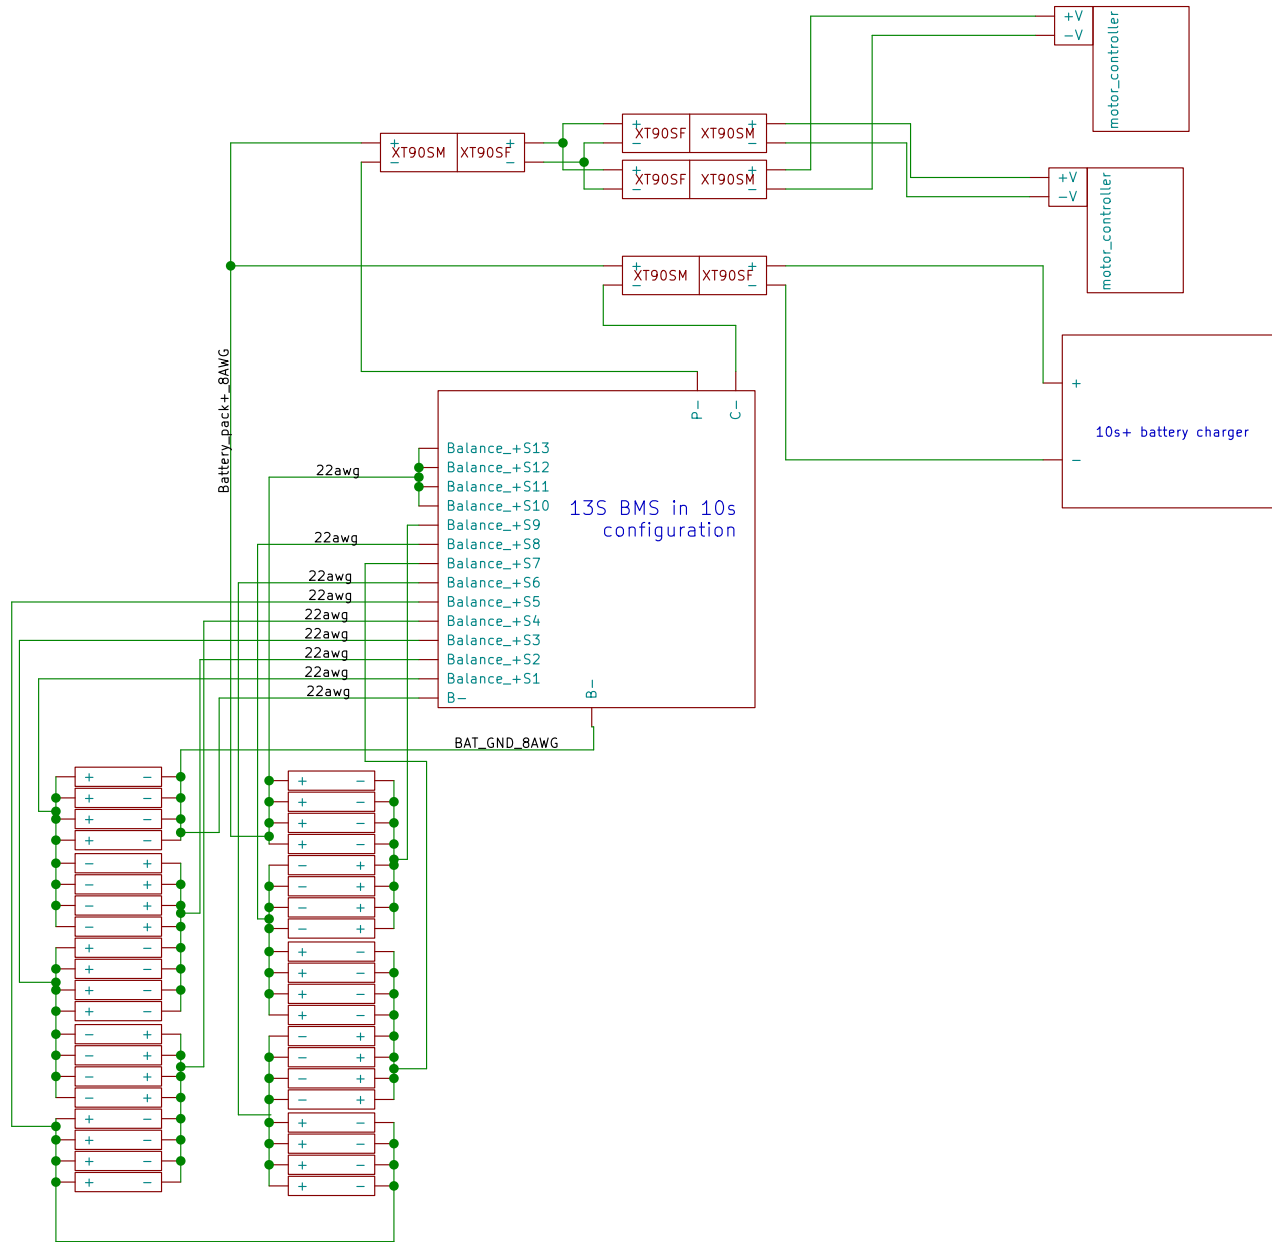 +V
−V
motor_controller
+ +
XT90SF XT90SM
− −
+ +
XT90SM XT90SF
− −
+ +
XT90SF XT90SM
− −
+V
−V
motor_controller
+ +
XT90SM XT90SF
− −
Battery_pack+_8AWG
+
10s+ battery charger
−
P−
C−
Balance_+S13
Balance_+S12
22awg
Balance_+S11
Balance_+S10
13S BMS in 10s
configuration
Balance_+S9
22awg Balance_+S8
Balance_+S7
22awg Balance_+S6
22awg Balance_+S5
22awg Balance_+S4
22awg Balance_+S3
22awg Balance_+S2
22awg Balance_+S1
22awg B−
B−
BAT_GND_8AWG
+ − + −
+ − + −
+ − + −
+ − + −
− + − +
− + − +
− + − +
− + − +
+ − + −
+ − + −
+ − + −
+ − + −
− + − +
− + − +
− + − +
− + − +
+ − + −
+ − + −
+ − + −
+ − + −